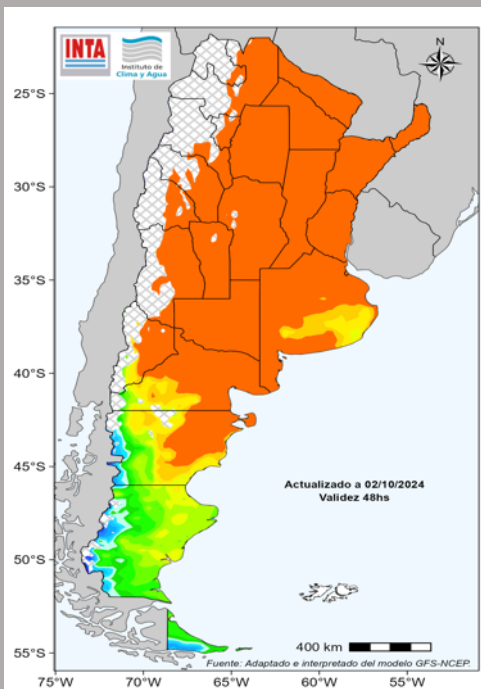 INTA
Instituto de
Clima y Agua
N
25°S
30°S
35°S
40°S
45°S
50°S
55°S
Actualizado a 02/10/2024
Validez 48hs
400 km
Fuente: Adaptado e interpretado del modelo GFS-NCEP.
75°W
70°W
65°W
60°W
55°W